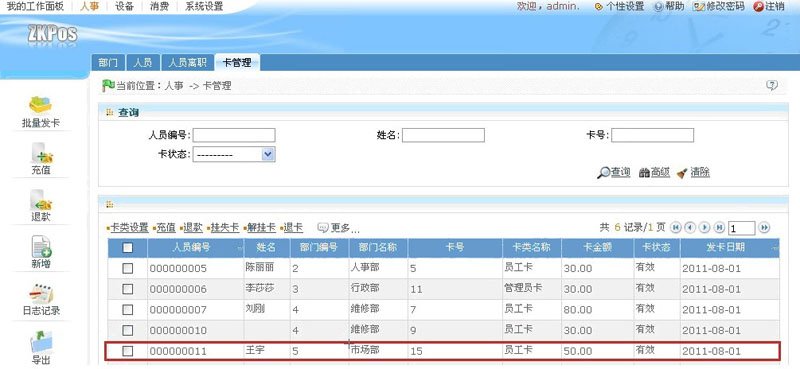 我的工作面板 | 人事 | 设备 | 消费 | 系统设置 欢迎, admin. 个性设置 帮助 修改密码 注销
ZKPos
部门 人员 人员离职 卡管理
当前位置：人事 -> 卡管理
查询
人员编号: 姓名: 卡号:
卡状态: ---------
查询 高级 清除
批量发卡
充值
退款
新增
日志记录
导出
卡类设置 充值 退款 挂失卡 解挂卡 退卡 更多... 共 6 记录/1 页 1
人员编号 姓名 部门编号 部门名称 卡号 卡类名称 卡金额 卡状态 发卡日期
000000005 陈丽丽 2 人事部 5 员工卡 30.00 有效 2011-08-01
000000006 李莎莎 3 行政部 11 管理员卡 30.00 有效 2011-08-01
000000007 刘刚 4 维修部 7 员工卡 80.00 有效 2011-08-01
000000010 4 维修部 9 员工卡 30.00 有效 2011-08-01
000000011 王宇 5 市场部 15 员工卡 50.00 有效 2011-08-01